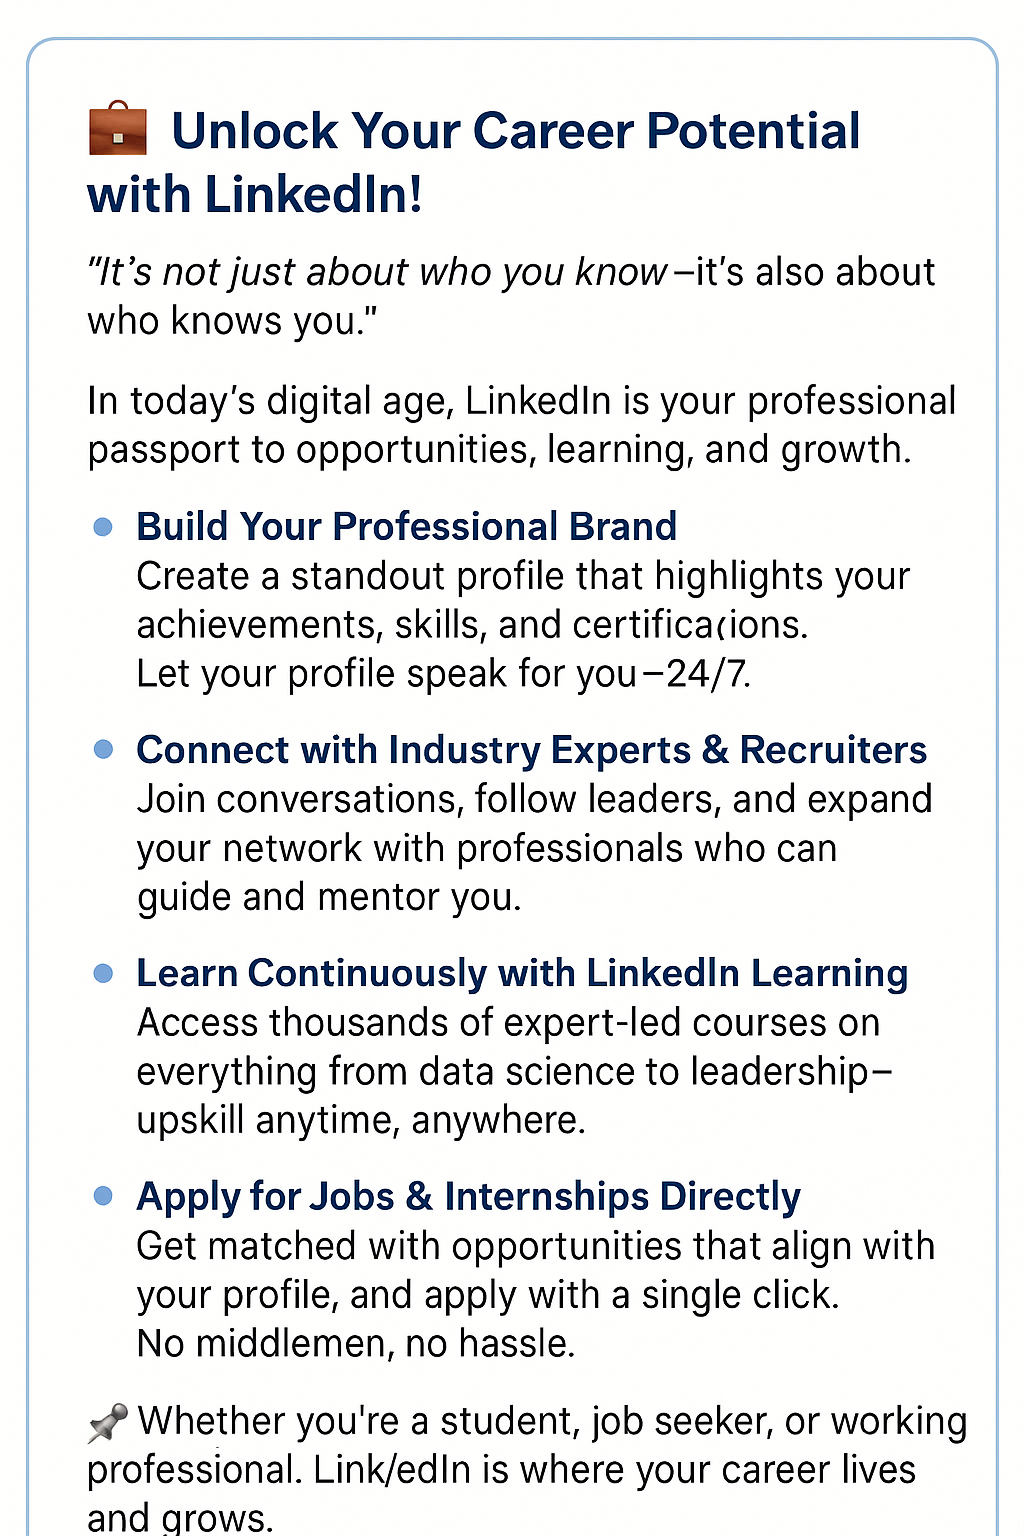 Unlock Your Career Potential
with LinkedIn!
"It's not just about who you know–it's also about
who knows you."
In today's digital age, LinkedIn is your professional
passport to opportunities, learning, and growth.
Build Your Professional Brand
Create a standout profile that highlights your
achievements, skills, and certifica(ions.
Let your profile speak for you–24/7.
Connect with Industry Experts & Recruiters
Join conversations, follow leaders, and expand
your network with professionals who can
guide and mentor you.
Learn Continuously with LinkedIn Learning
Access thousands of expert-led courses on
everything from data science to leadership–
upskill anytime, anywhere.
Apply for Jobs & Internships Directly
Get matched with opportunities that align with
your profile, and apply with a single click.
No middlemen, no hassle.
Whether you're a student, job seeker, or working
professional. Link/edIn is where your career lives
and grows.